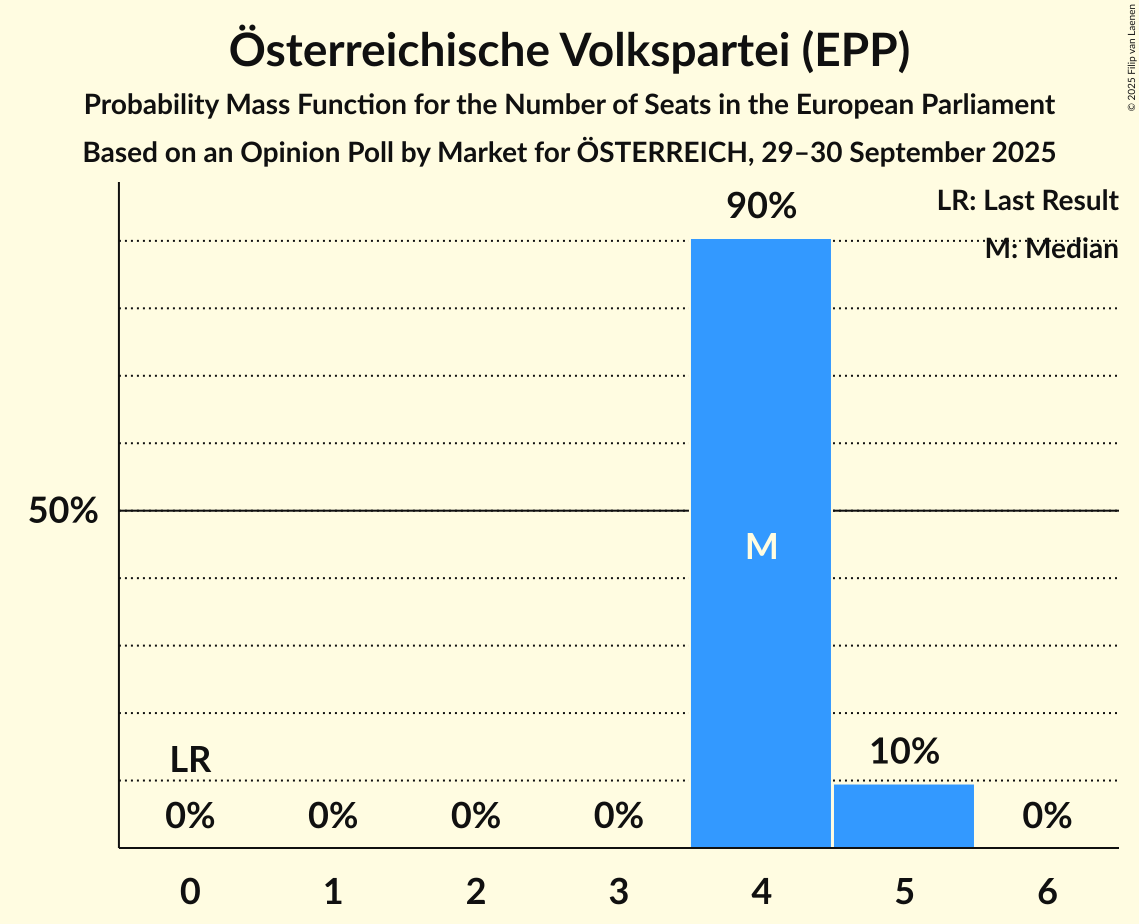 Österreichische Volkspartei (EPP)
Probability Mass Function for the Number of Seats in the European Parliament
Based on an Opinion Poll by Market for ÖSTERREICH, 29–30 September 2025
© 2025 Filip van Laenen
LR: Last Result
M: Median
90%
50%
M
LR
10%
0% 0% 0% 0% 0%
0 1 2 3 4 5 6